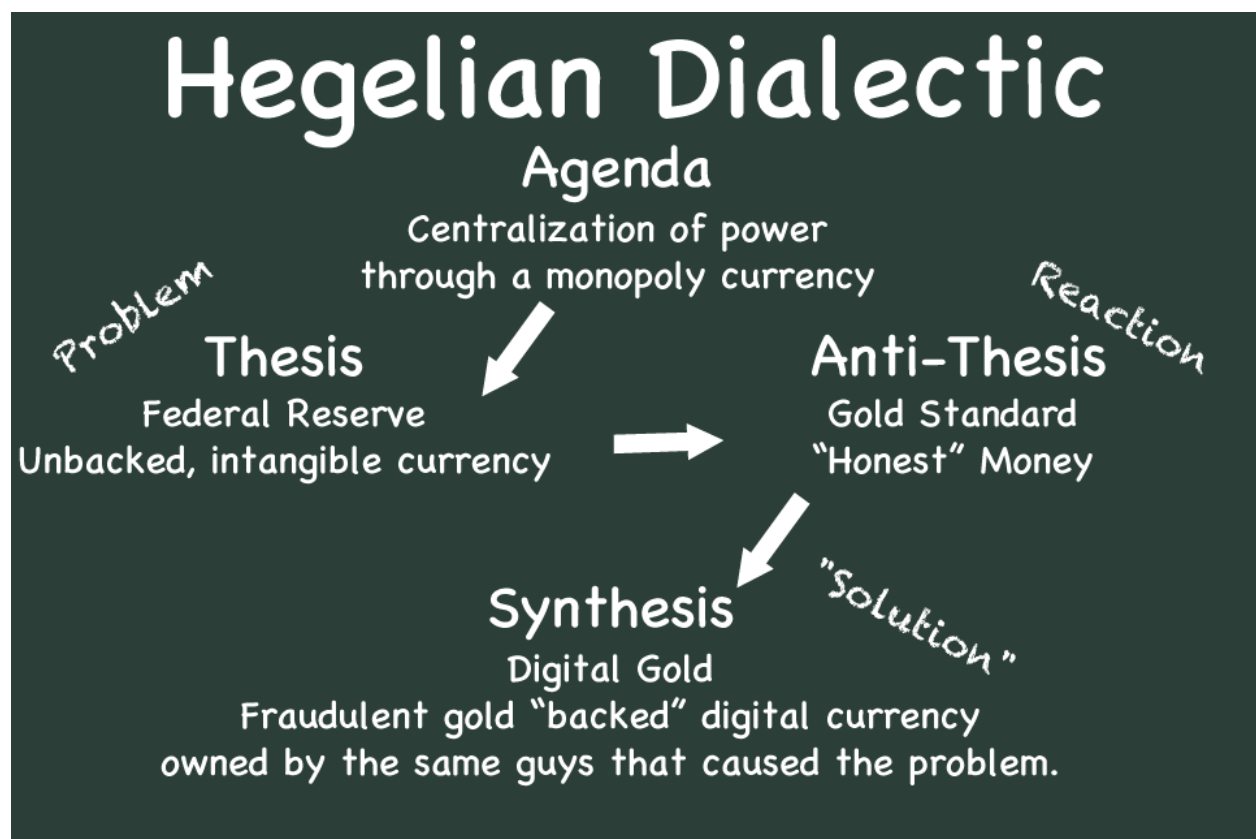 Hegelian Dialectic
Agenda
Centralization of power
through a monopoly currency
Problem
Thesis
Federal Reserve
Unbacked, intangible currency
Reaction
Anti-Thesis
Gold Standard
“Honest” Money
"Solution"
Synthesis
Digital Gold
Fraudulent gold “backed” digital currency
owned by the same guys that caused the problem.